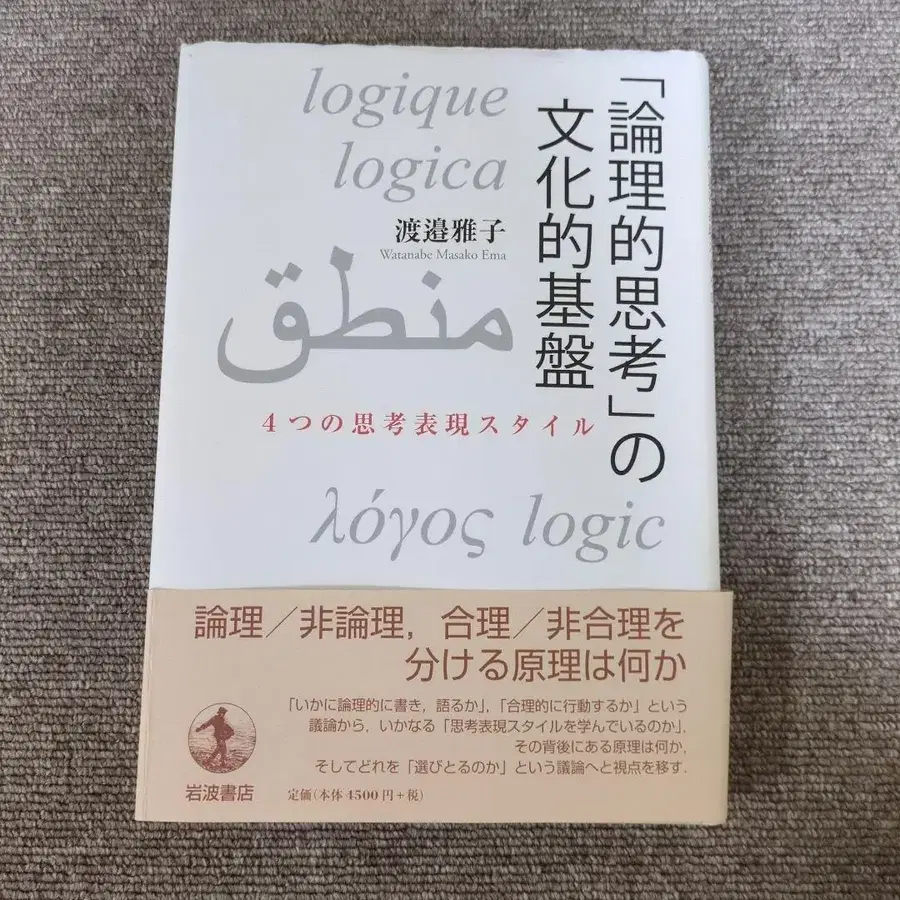 「論理的思考」の
文化的基盤
logique
logica
渡邉雅子
Watanabe Masako Ema
منطق
4つの思考表現スタイル
λόγος logic
論理／非論理，合理／非合理を
分ける原理は何か
「いかに論理的に書き，語るか」，「合理的に行動するか」という
議論から，いかなる「思考表現スタイルを学んでいるのか」，
その背後にある原理は何か，
そしてどれを「選びとるのか」という議論へと視点を移す．
岩波書店
定価（本体 4500 円＋税）